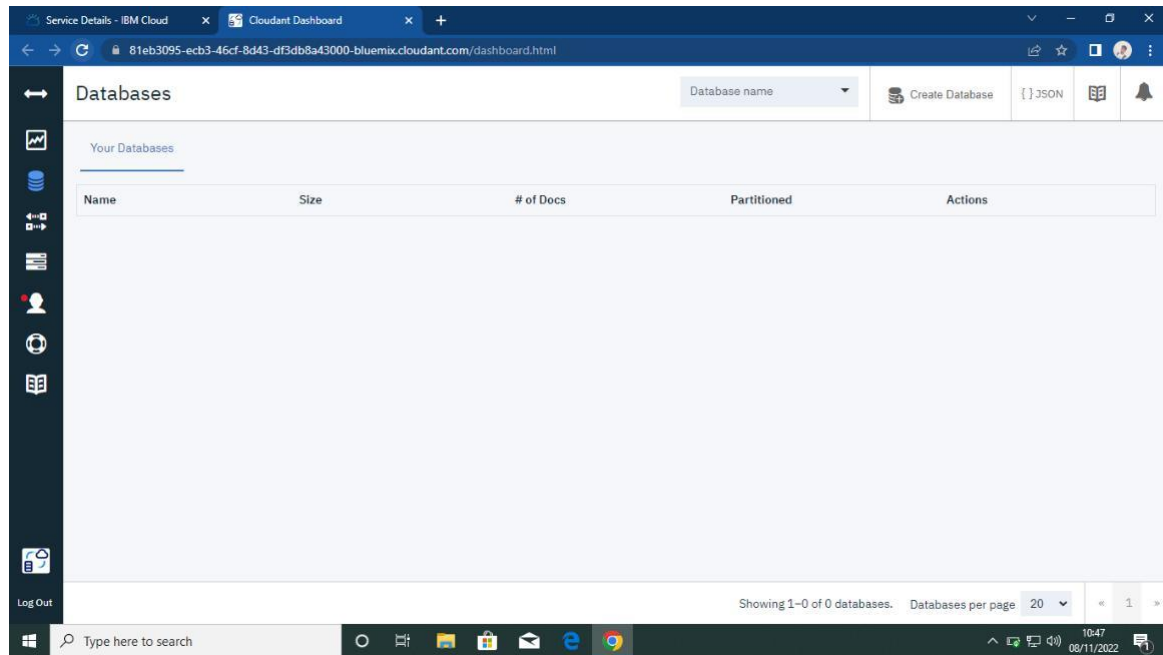 Service Details - IBM Cloud
Cloudant Dashboard
81eb3095-ecb3-46cf-8d43-df3db8a43000-bluemix.cloudant.com/dashboard.html
Databases
Database name
Create Database
{ } JSON
Your Databases
Name Size # of Docs Partitioned Actions
Log Out
Showing 1–0 of 0 databases. Databases per page 20 « 1 »
Type here to search
10:47
08/11/2022
1